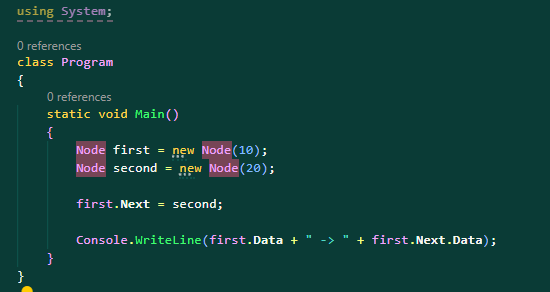 using System;
0 references
class Program
{
0 references
static void Main()
{
Node first = new Node(10);
Node second = new Node(20);
first.Next = second;
Console.WriteLine(first.Data + " -> " + first.Next.Data);
}
}